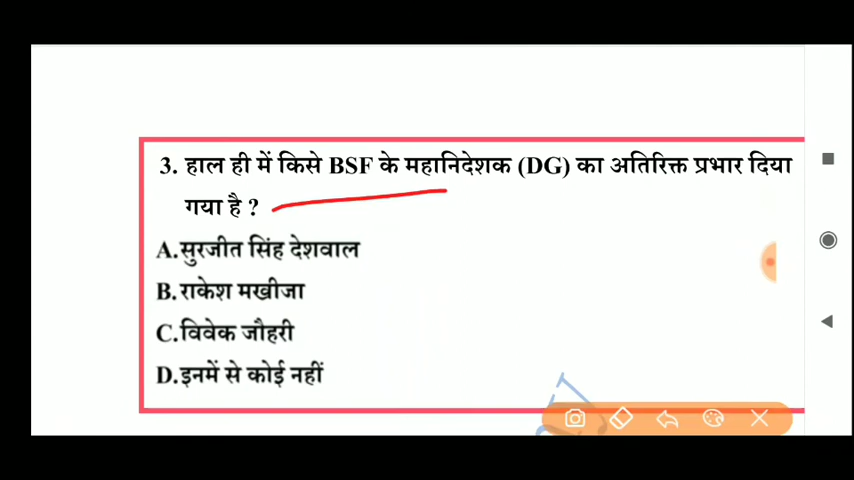 3. हाल ही में किसे BSF के महानिदेशक (DG) का अतिरिक्त प्रभार दिया
गया है ?
A.सुरजीत सिंह देशवाल
B.राकेश मखीजा
C.विवेक जौहरी
D.इनमें से कोई नहीं